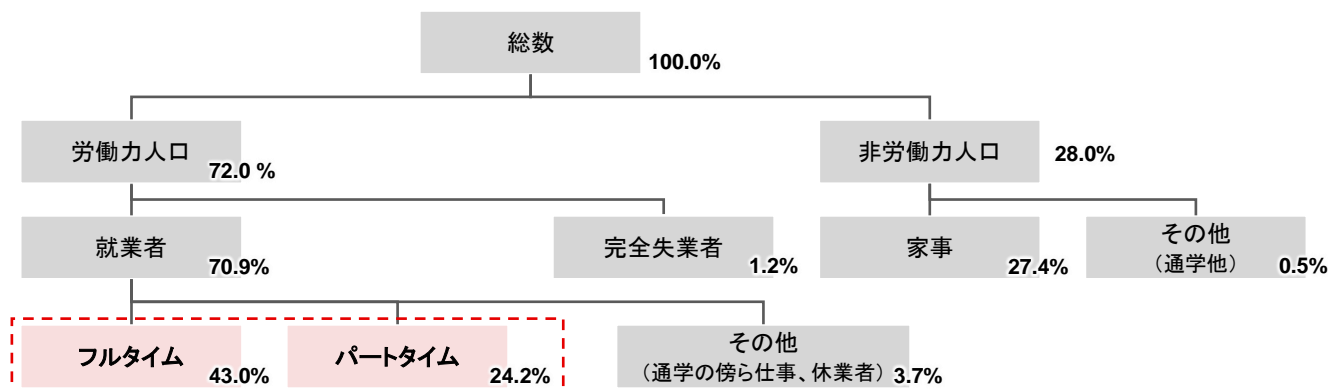 総数
100.0%
労働力人口
72.0 %
非労働力人口
28.0%
就業者
70.9%
完全失業者
1.2%
家事
27.4%
その他
（通学他）
0.5%
フルタイム
43.0%
パートタイム
24.2%
その他
（通学の傍ら仕事、休業者）
3.7%